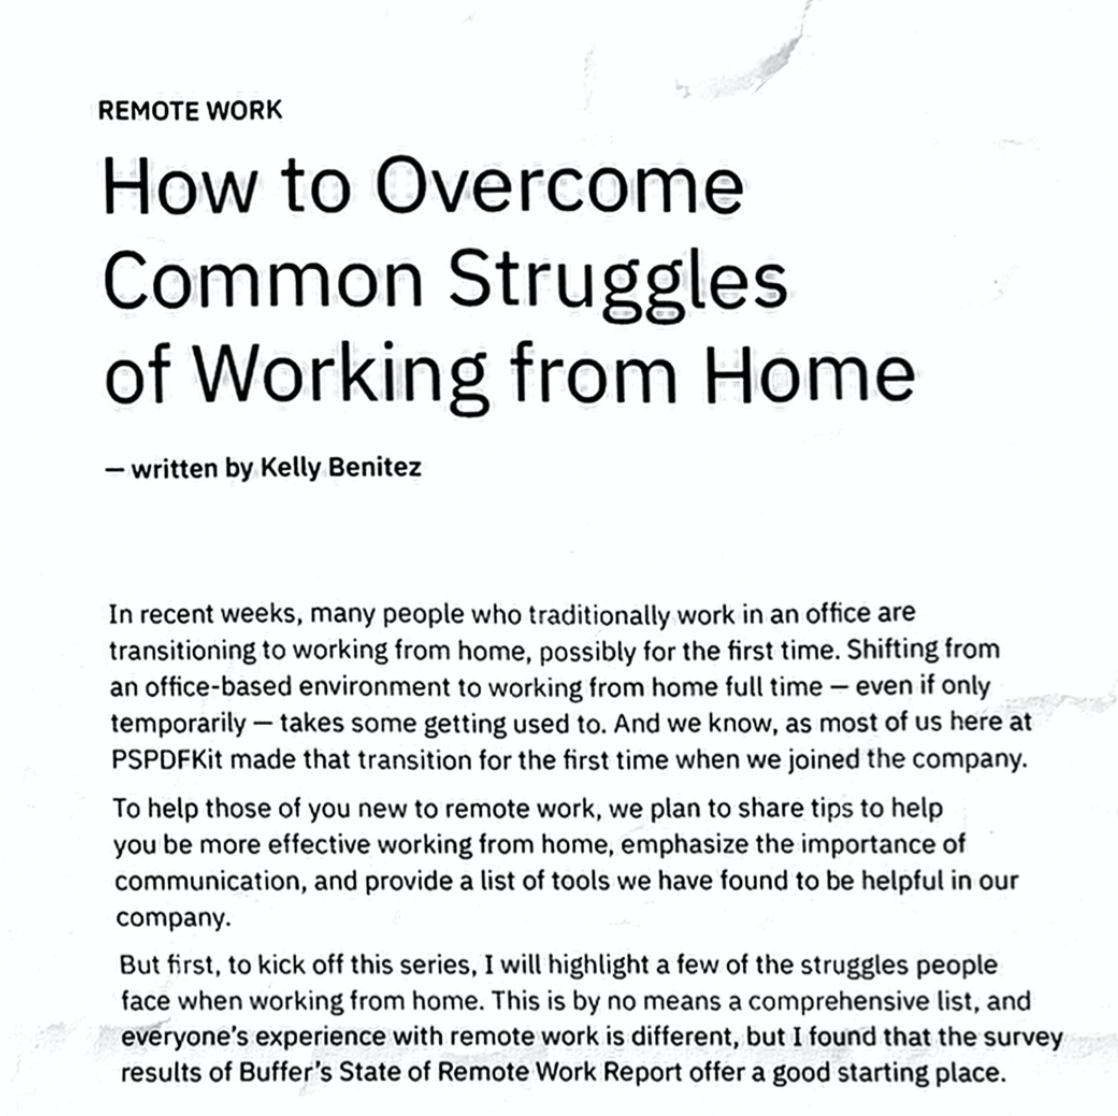 REMOTE WORK
How to Overcome
Common Struggles
of Working from Home
— written by Kelly Benitez
In recent weeks, many people who traditionally work in an office are
transitioning to working from home, possibly for the first time. Shifting from
an office-based environment to working from home full time — even if only
temporarily — takes some getting used to. And we know, as most of us here at
PSPDFKit made that transition for the first time when we joined the company.
To help those of you new to remote work, we plan to share tips to help
you be more effective working from home, emphasize the importance of
communication, and provide a list of tools we have found to be helpful in our
company.
But first, to kick off this series, I will highlight a few of the struggles people
face when working from home. This is by no means a comprehensive list, and
everyone's experience with remote work is different, but I found that the survey
results of Buffer's State of Remote Work Report offer a good starting place.